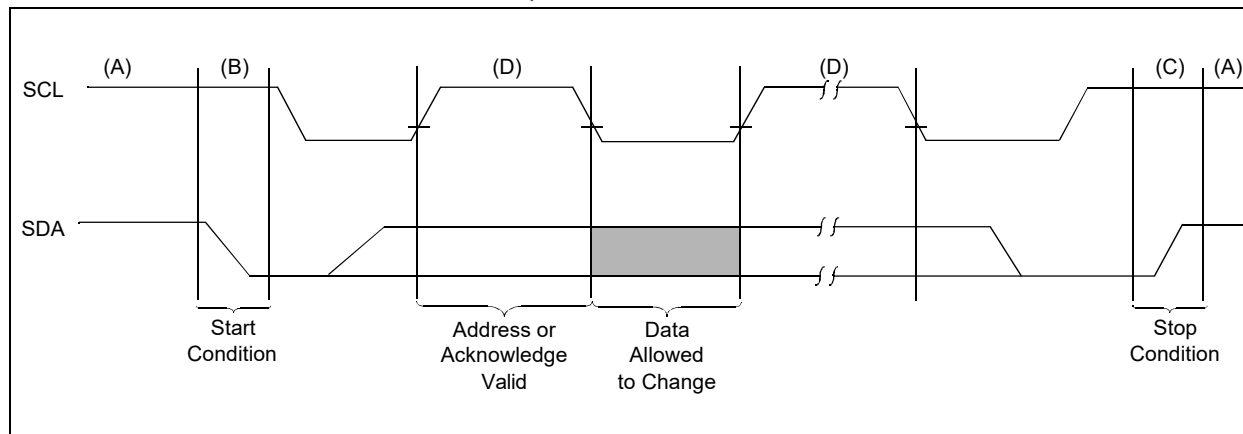 (A) (B) (D) (D) (C) (A)
SCL
SDA
Start
Condition
Address or
Acknowledge
Valid
Data
Allowed
to Change
Stop
Condition